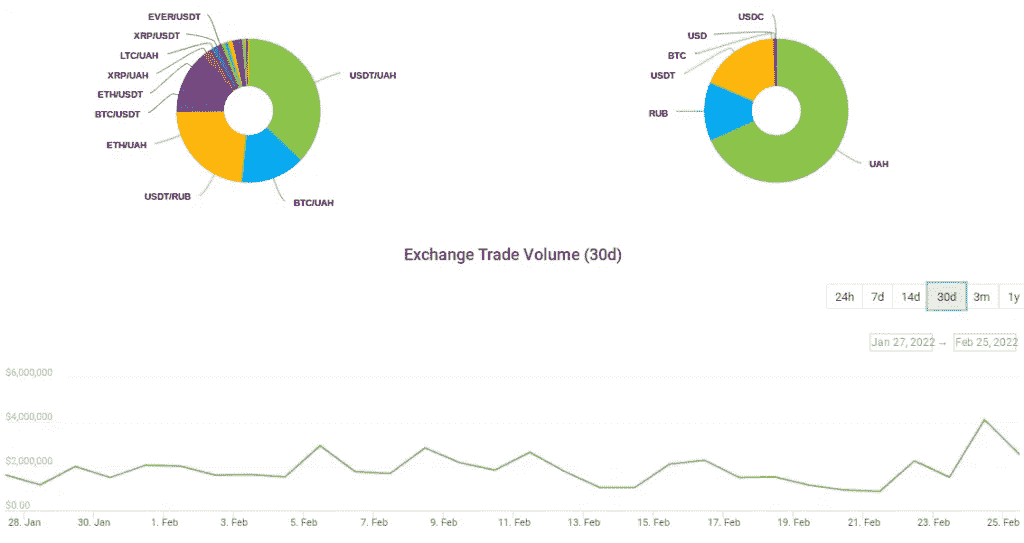 EVER/USDT
XRP/USDT
LTC/UAH
XRP/UAH
ETH/USDT
BTC/USDT
ETH/UAH
USDT/RUB
BTC/UAH
USDT/UAH
USDC
USD
BTC
USDT
RUB
UAH
Exchange Trade Volume (30d)
24h 7d 14d 30d 3m 1y
Jan 27, 2022 → Feb 25, 2022
$6,000,000
$4,000,000
$2,000,000
$0.00
28. Jan 30. Jan 1. Feb 3. Feb 5. Feb 7. Feb 9. Feb 11. Feb 13. Feb 15. Feb 17. Feb 19. Feb 21. Feb 23. Feb 25. Feb